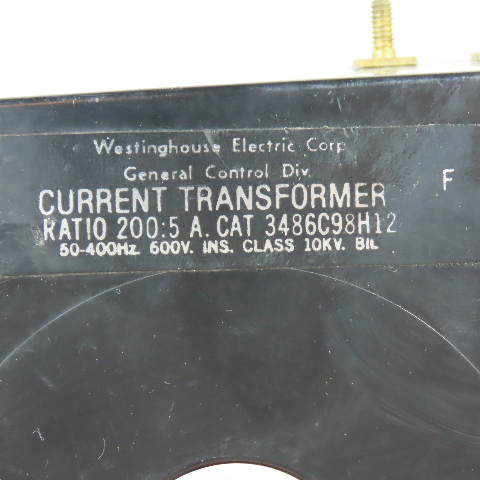 Westinghouse Electric Corp
General Control Div.
CURRENT TRANSFORMER
F
RATIO 200:5 A. CAT 3486C98H12
50-400Hz. 600V. INS. CLASS 10KV. BIL